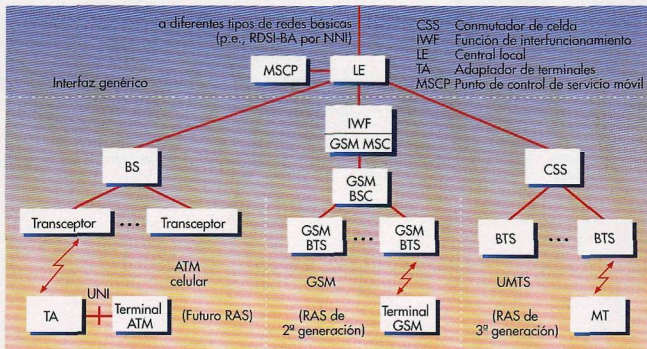 a diferentes tipos de redes básicas
(p.e., RDSI-BA por NNI)
CSS Conmutador de celda
IWF Función de interfuncionamiento
LE Central local
TA Adaptador de terminales
MSCP Punto de control de servicio móvil
MSCP
LE
Interfaz genérico
IWF
GSM MSC
BS
GSM
BSC
CSS
Transceptor
...
Transceptor
GSM
BTS
...
GSM
BTS
BTS
...
BTS
ATM
celular
GSM
UMTS
UNI
TA
Terminal
ATM
(Futuro RAS)
(RAS de
2ª generación)
Terminal
GSM
(RAS de
3ª generación)
MT